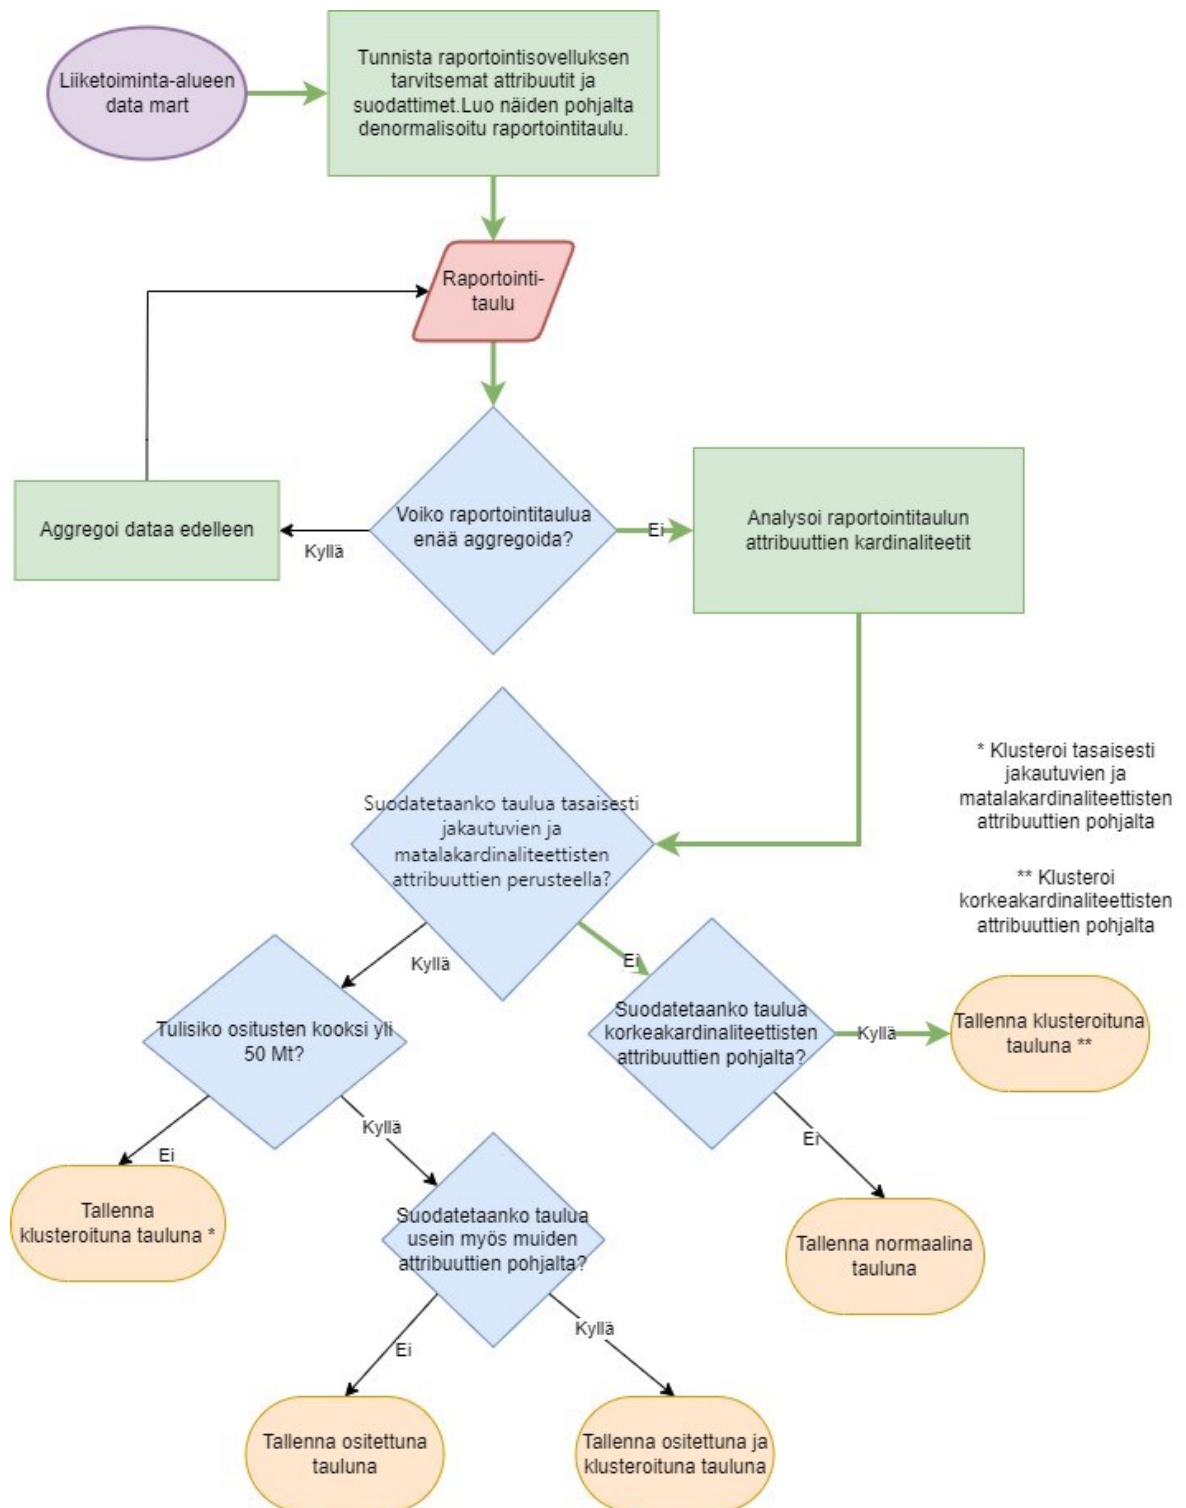 Liiketoiminta-alueen
data mart
Tunnista raportointisovelluksen
tarvitsemat attribuutit ja
suodattimet.Luo näiden pohjalta
denormalisoitu raportointitaulu.
Raportointi-
taulu
Voiko raportointitaulua
enää aggregoida?
Kyllä
Aggregoi dataa edelleen
Ei
Analysoi raportointitaulun
attribuuttien kardinaliteetit
Suodatetaanko taulua tasaisesti
jakautuvien ja
matalakardinaliteettisten
attribuuttien perusteella?
* Klusteroi tasaisesti
jakautuvien ja
matalakardinaliteettisten
attribuuttien pohjalta
** Klusteroi
korkeakardinaliteettisten
attribuuttien pohjalta
Kyllä
Ei
Tulisiko ositusten kooksi yli
50 Mt?
Suodatetaanko taulua
korkeakardinaliteettisten
attribuuttien pohjalta?
Kyllä
Tallenna klusteroituna
tauluna **
Ei
Kyllä
Ei
Tallenna
klusteroituna tauluna *
Suodatetaanko taulua
usein myös muiden
attribuuttien pohjalta?
Tallenna normaalina
tauluna
Ei
Kyllä
Tallenna ositettuna
tauluna
Tallenna ositettuna ja
klusteroituna tauluna